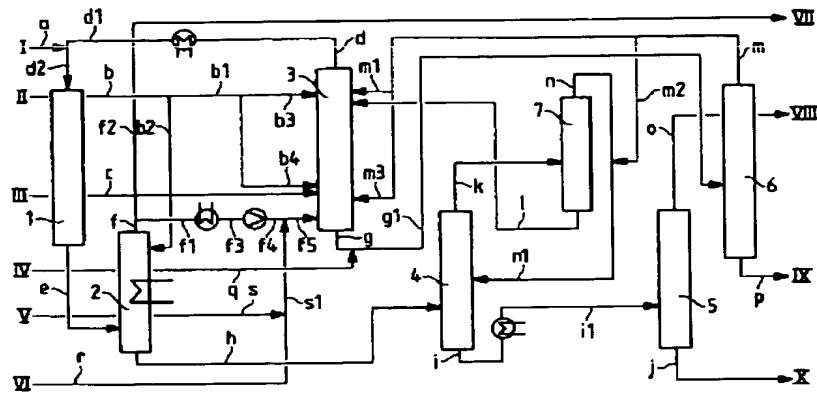 d1 d VII
I a
d2 3 m1 m
II b b1 n
7 m2
f2 b2 b3 o VIII
b4 k 6
III c m3
1 l
f f1 f3 f4 f5 g g1
4 n1
IV q p IX
e 2 5
V s s1 i1
h
VI r i j X